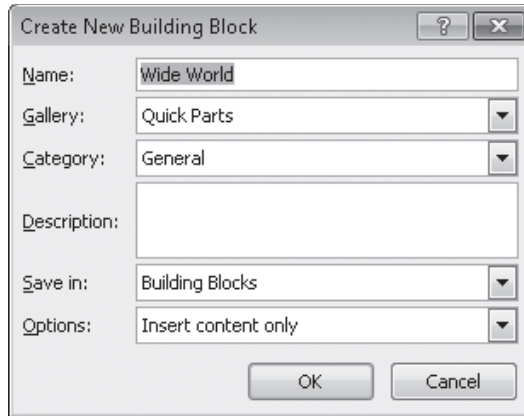 Create New Building Block
Name: Wide World
Gallery: Quick Parts
Category: General
Description:
Save in: Building Blocks
Options: Insert content only
OK Cancel